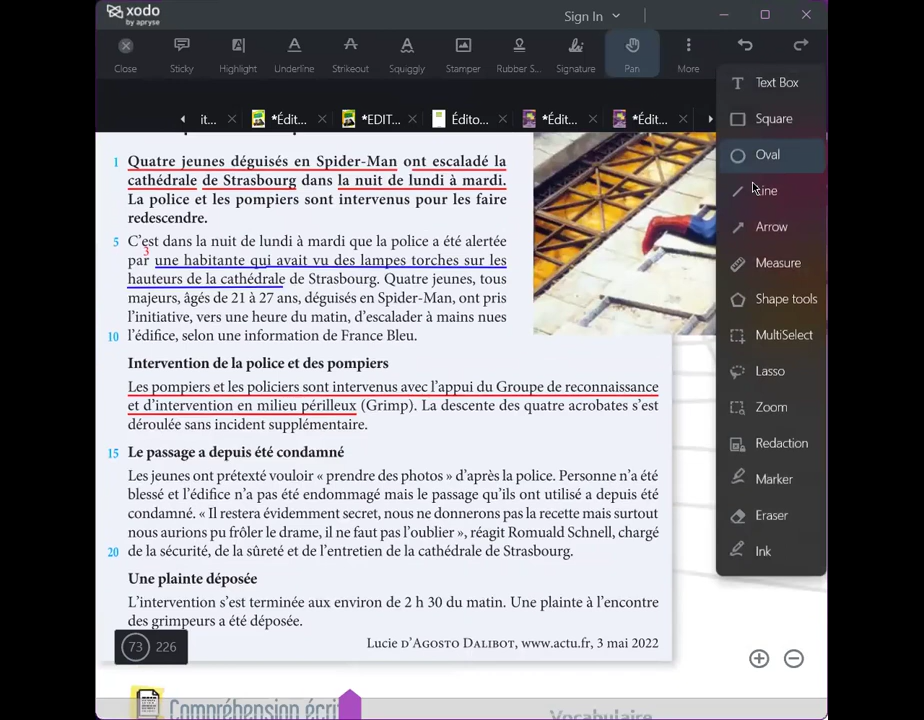 xodo
by apryse
Sign In
Close
Sticky
Highlight
Underline
Strikeout
Squiggly
Stamper
Rubber S...
Signature
Pan
More
it...
*Édit...
*EDIT...
Édito...
*Édit...
*Édit...
Text Box
Square
Oval
Line
Arrow
Measure
Shape tools
MultiSelect
Lasso
Zoom
Redaction
Marker
Eraser
Ink
1 Quatre jeunes déguisés en Spider-Man ont escaladé la
cathédrale de Strasbourg dans la nuit de lundi à mardi.
La police et les pompiers sont intervenus pour les faire
redescendre.
5 C'est dans la nuit de lundi à mardi que la police a été alertée
3
par une habitante qui avait vu des lampes torches sur les
hauteurs de la cathédrale de Strasbourg. Quatre jeunes, tous
majeurs, âgés de 21 à 27 ans, déguisés en Spider-Man, ont pris
l'initiative, vers une heure du matin, d'escalader à mains nues
10 l'édifice, selon une information de France Bleu.
Intervention de la police et des pompiers
Les pompiers et les policiers sont intervenus avec l'appui du Groupe de reconnaissance
et d'intervention en milieu périlleux (Grimp). La descente des quatre acrobates s'est
déroulée sans incident supplémentaire.
15 Le passage a depuis été condamné
Les jeunes ont prétexté vouloir « prendre des photos » d'après la police. Personne n'a été
blessé et l'édifice n'a pas été endommagé mais le passage qu'ils ont utilisé a depuis été
condamné. « Il restera évidemment secret, nous ne donnerons pas la recette mais surtout
nous aurions pu frôler le drame, il ne faut pas l'oublier », réagit Romuald Schnell, chargé
20 de la sécurité, de la sûreté et de l'entretien de la cathédrale de Strasbourg.
Une plainte déposée
L'intervention s'est terminée aux environ de 2 h 30 du matin. Une plainte à l'encontre
des grimpeurs a été déposée.
Lucie D'AGOSTO DALIBOT, www.actu.fr, 3 mai 2022
73 226
Compréhension écri
Vocabulaire